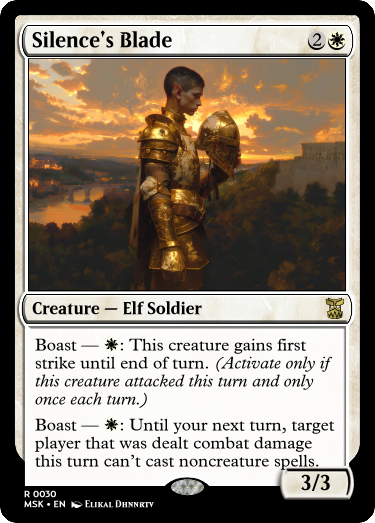 Silence's Blade 2
Creature — Elf Soldier
Boast — : This creature gains first
strike until end of turn. (Activate only if
this creature attacked this turn and only
once each turn.)
Boast — : Until your next turn, target
player that was dealt combat damage
this turn can't cast noncreature spells.
3/3
R 0030
MSK • EN Elikal Dhnnrty